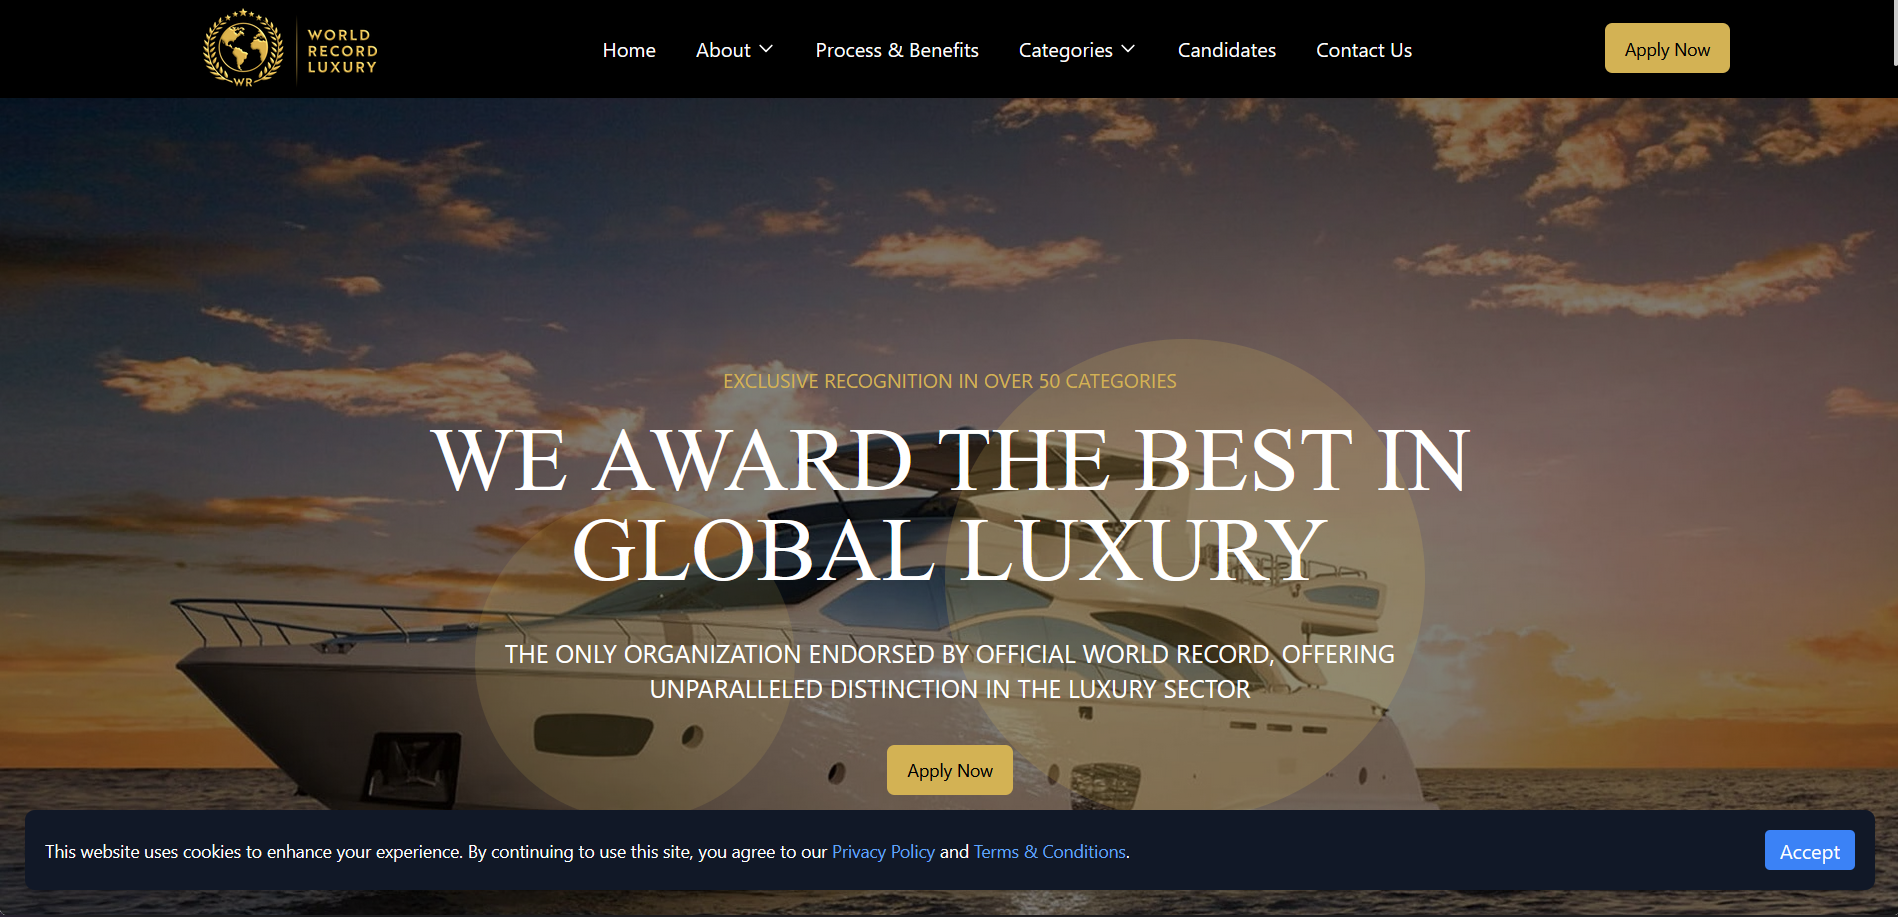 WORLD
RECORD
LUXURY
WR
Home
About
Process & Benefits
Categories
Candidates
Contact Us
Apply Now
EXCLUSIVE RECOGNITION IN OVER 50 CATEGORIES
WE AWARD THE BEST IN
GLOBAL LUXURY
THE ONLY ORGANIZATION ENDORSED BY OFFICIAL WORLD RECORD, OFFERING
UNPARALLELED DISTINCTION IN THE LUXURY SECTOR
Apply Now
This website uses cookies to enhance your experience. By continuing to use this site, you agree to our Privacy Policy and Terms & Conditions.
Accept